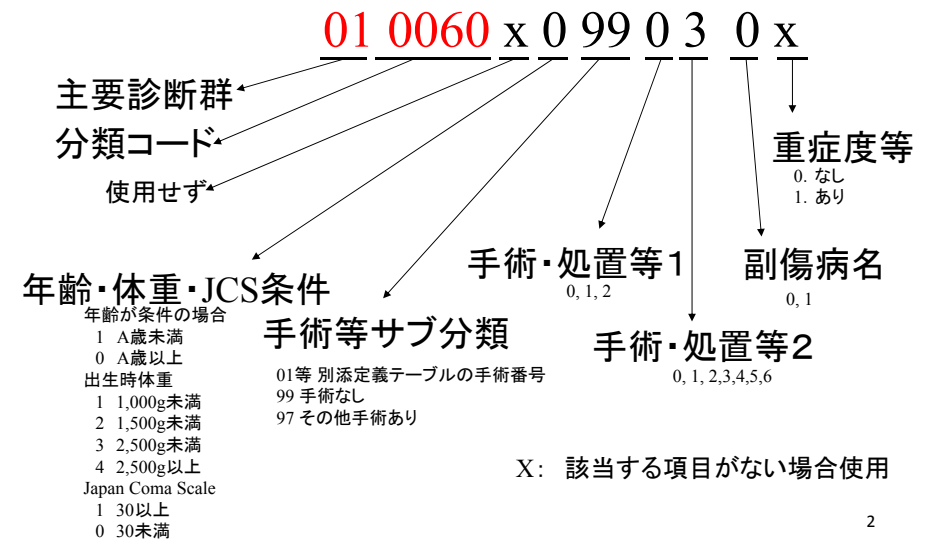 01 0060 x 0 99 0 3 0 x
主要診断群
分類コード
使用せず
重症度等
0. なし
1. あり
手術・処置等1
0, 1, 2
副傷病名
0, 1
年齢・体重・JCS条件
年齢が条件の場合
1 A歳未満
0 A歳以上
出生時体重
1 1,000g未満
2 1,500g未満
3 2,500g未満
4 2,500g以上
Japan Coma Scale
1 30以上
0 30未満
手術等サブ分類
01等 別添定義テーブルの手術番号
99 手術なし
97 その他手術あり
手術・処置等2
0, 1, 2,3,4,5,6
X: 該当する項目がない場合使用
2